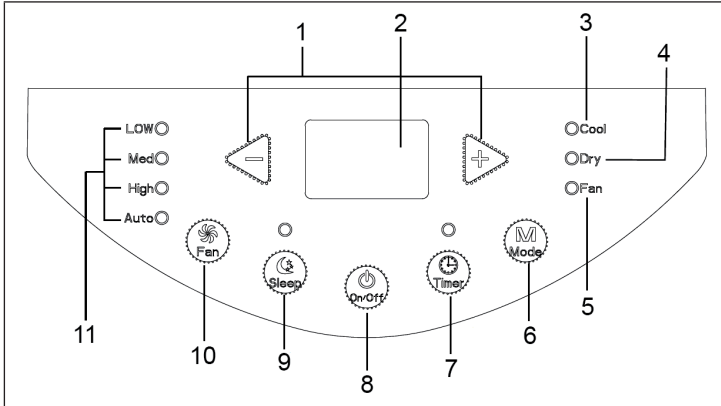 1
2
3
4
LOW
Cool
Med
−
+
Dry
High
Fan
Auto
Fan
Sleep
On/Off
Timer
M
Mode
5
6
7
8
9
10
11